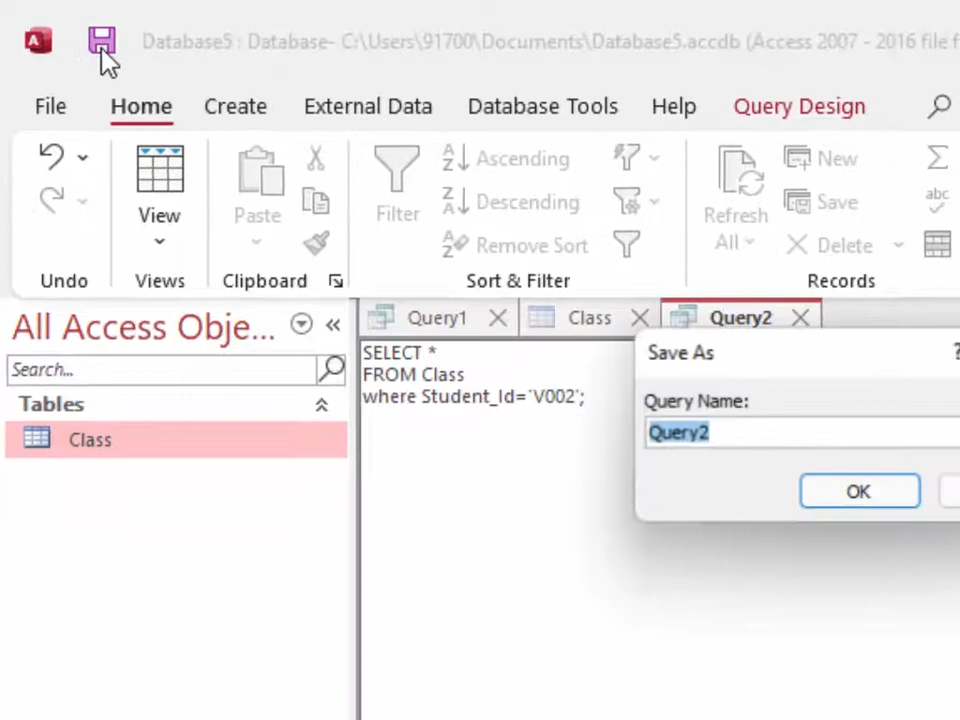 Database5 : Database- C:\Users\91700\Documents\Database5.accdb (Access 2007 - 2016 file f
File Home Create External Data Database Tools Help Query Design
View
Paste
Filter
Ascending
Descending
Remove Sort
Refresh
All
New
Save
Delete
abc
Undo Views Clipboard Sort & Filter Records
All Access Obje...
Search...
Tables
Class
Query1 Class Query2
SELECT *
FROM Class
where Student_Id='V002';
Save As ?
Query Name:
Query2
OK